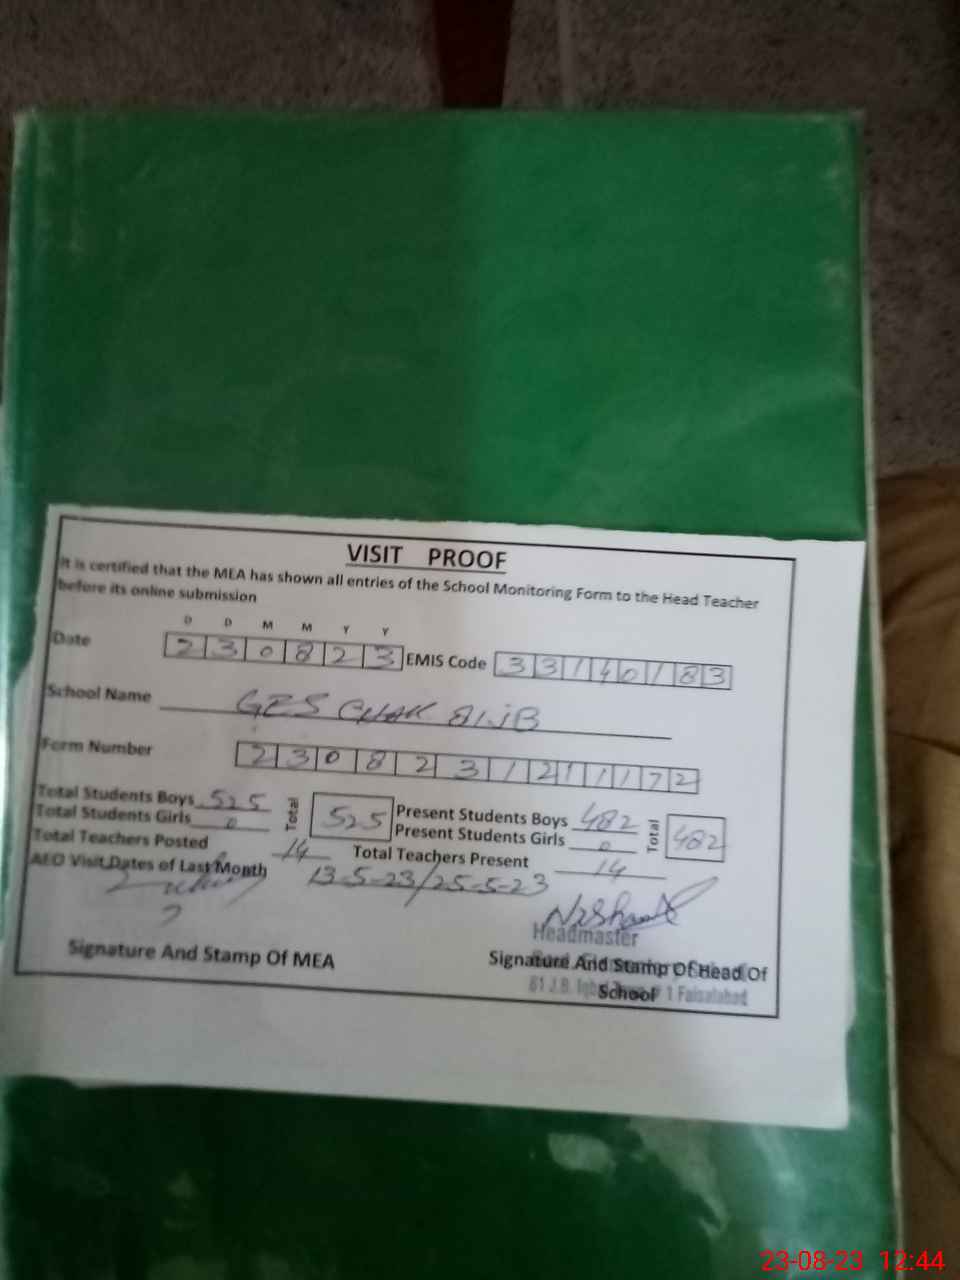 VISIT PROOF
It is certified that the MEA has shown all entries of the School Monitoring Form to the Head Teacher
before its online submission
D D M M Y Y
Date 2 3 0 8 2 3 EMIS Code 3 3 1 4 0 1 8 3
School Name GES CHAK 81 JB
Form Number 2 3 0 8 2 3 1 2 1 1 1 7 2
Total Students Boys 525 Total 525 Present Students Boys 482 Total 482
Total Students Girls 0 Present Students Girls 0
Total Teachers Posted 14 Total Teachers Present 14
AEO Visit Dates of Last Month 13-5-23/25-5-23
Headmaster
Signature And Stamp Of MEA Signature And Stamp Of Head Of
School
81 J.B. 1 Faisalabad
23-08-23 12:44